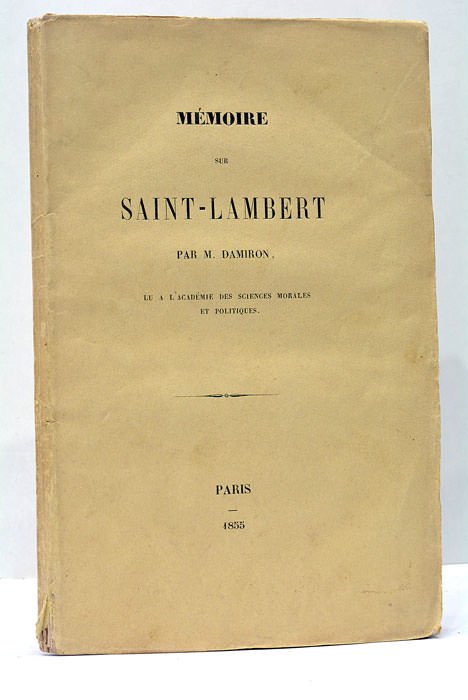 MÉMOIRE
SUR
SAINT-LAMBERT
PAR M. DAMIRON,
LU A L'ACADÉMIE DES SCIENCES MORALES
ET POLITIQUES.
PARIS
—
1855